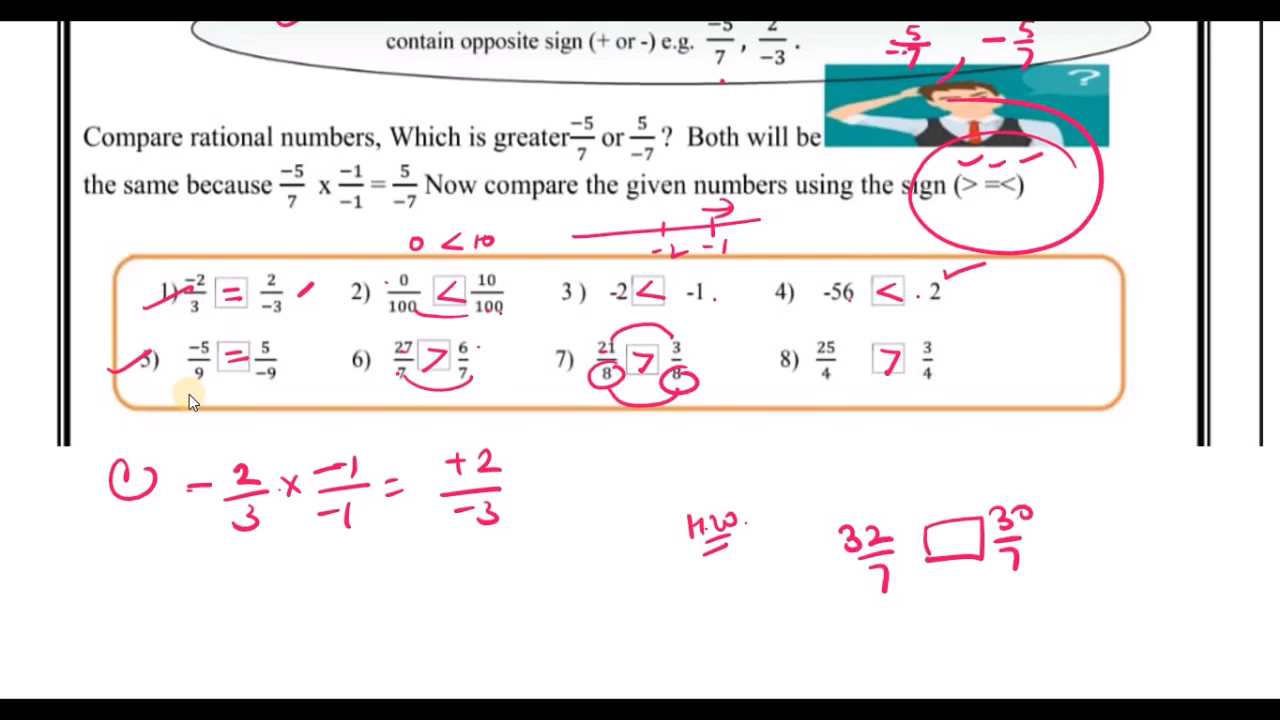 contain opposite sign (+ or -) e.g. -5/7 , 2/-3 .
5/-7 , - 5/7
?
Compare rational numbers, Which is greater -5/7 or 5/-7 ? Both will be
the same because -5/7 x -1/-1 = 5/-7 Now compare the given numbers using the sign (> =<)
0 < 10
-2 -1
1) -2/3 = 2/-3 2) 0/100 < 10/100 3 ) -2 < -1 . 4) -56 < . 2
5) -5/9 = 5/-9 6) 27/7 > 6/7 7) 21/8 > 3/8 8) 25/4 > 3/4
1 - 2/3 x -1/-1 = +2/-3
H.W.
32/7 □ 30/7